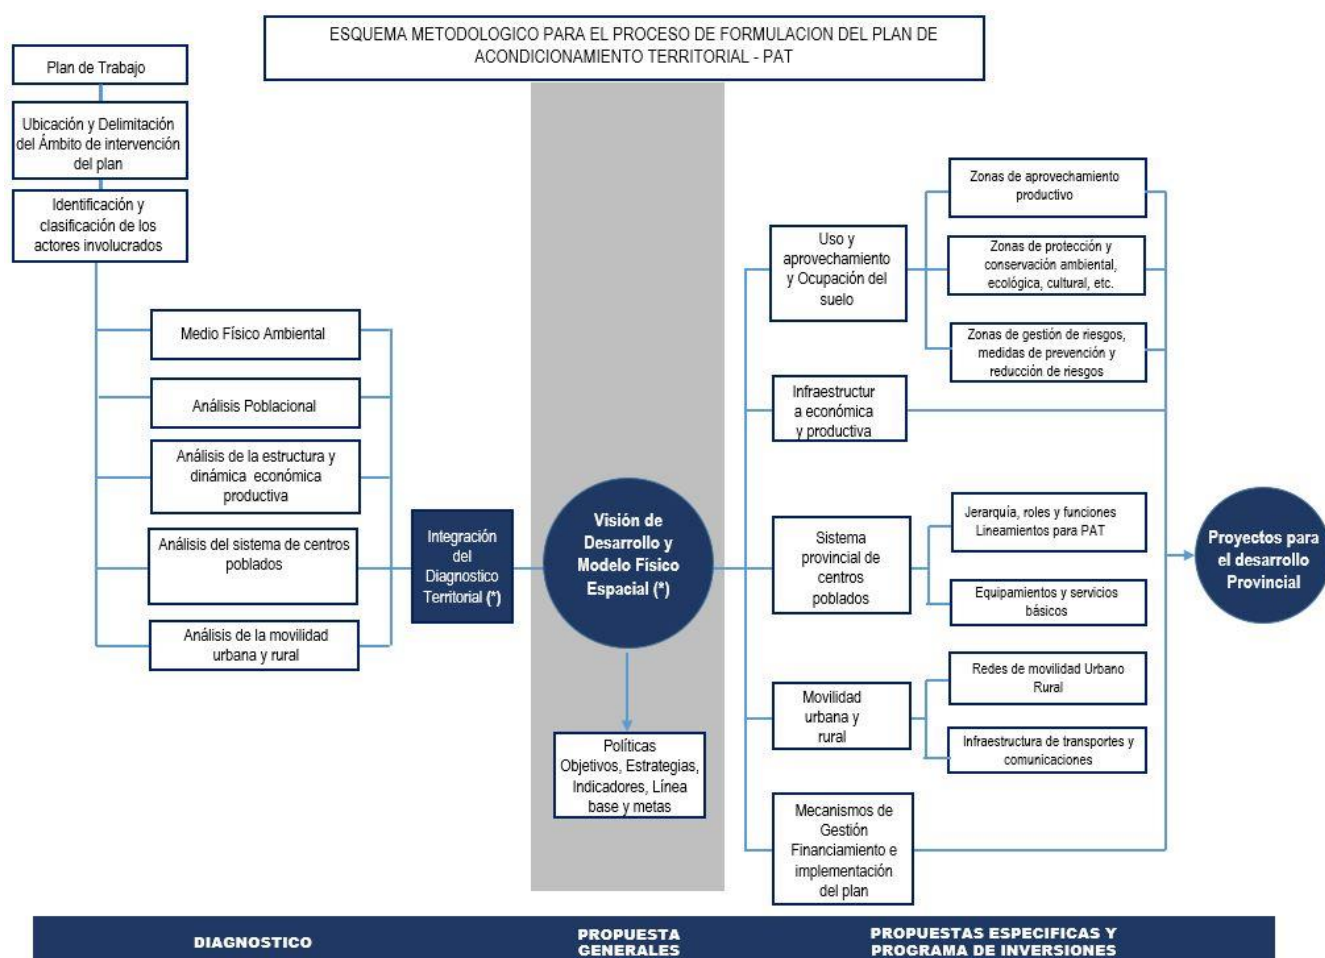 ESQUEMA METODOLOGICO PARA EL PROCESO DE FORMULACION DEL PLAN DE
ACONDICIONAMIENTO TERRITORIAL - PAT
Plan de Trabajo
Ubicación y Delimitación
del Ámbito de intervención
del plan
Identificación y
clasificación de los
actores involucrados
Medio Físico Ambiental
Análisis Poblacional
Análisis de la estructura y
dinámica económica
productiva
Análisis del sistema de centros
poblados
Análisis de la movilidad
urbana y rural
Integración
del
Diagnostico
Territorial (*)
Visión de
Desarrollo y
Modelo Físico
Espacial (*)
Políticas
Objetivos, Estrategias,
Indicadores, Línea
base y metas
Uso y
aprovechamiento
y Ocupación del
suelo
Zonas de aprovechamiento
productivo
Zonas de protección y
conservación ambiental,
ecológica, cultural, etc.
Zonas de gestión de riesgos,
medidas de prevención y
reducción de riesgos
Infraestructur
a económica
y productiva
Sistema
provincial de
centros
poblados
Jerarquía, roles y funciones
Lineamientos para PAT
Equipamientos y servicios
básicos
Movilidad
urbana y
rural
Redes de movilidad Urbano
Rural
Infraestructura de transportes y
comunicaciones
Mecanismos de
Gestión
Financiamiento e
implementación
del plan
Proyectos para
el desarrollo
Provincial
DIAGNOSTICO
PROPUESTA
GENERALES
PROPUESTAS ESPECIFICAS Y
PROGRAMA DE INVERSIONES